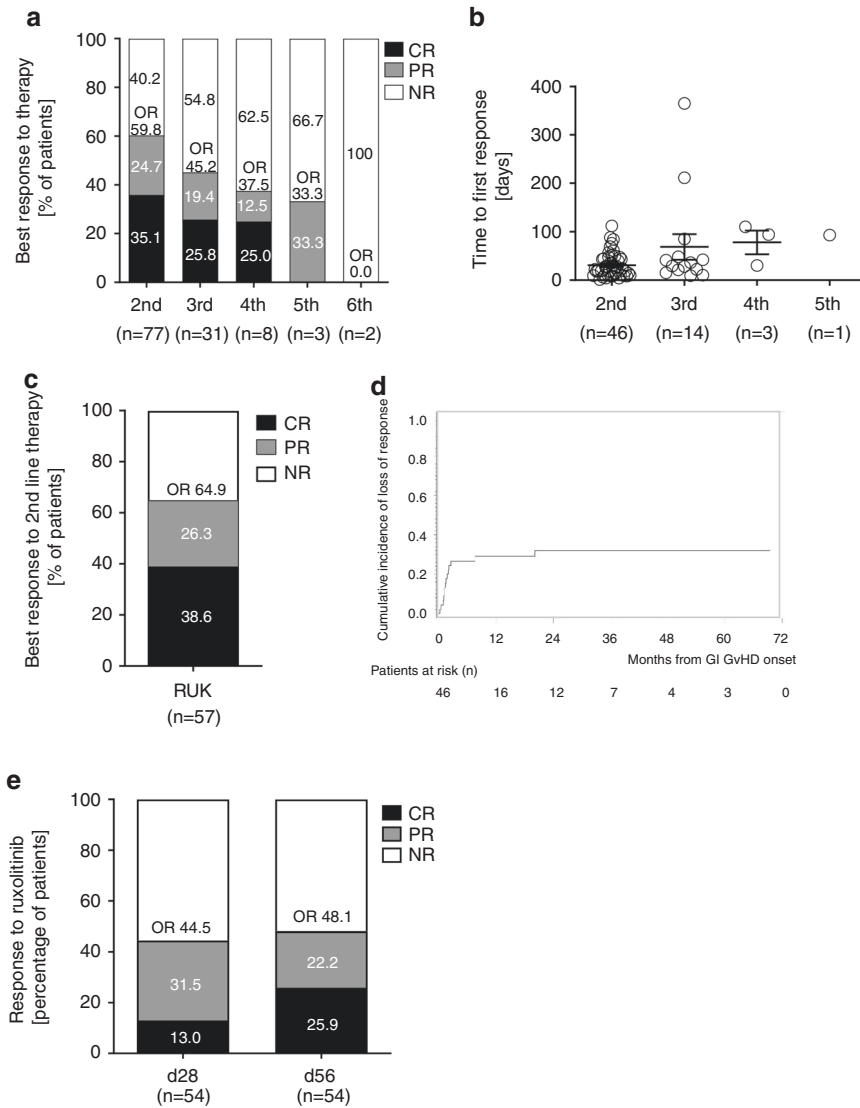 a
Best response to therapy
[% of patients]
100
80
60
40
20
0
40.2
OR
59.8
24.7
35.1
54.8
OR
45.2
19.4
25.8
62.5
OR
37.5
12.5
25.0
66.7
OR
33.3
33.3
100
OR
0.0
2nd 3rd 4th 5th 6th
(n=77) (n=31) (n=8) (n=3) (n=2)
CR
PR
NR
b
Time to first response
[days]
400
300
200
100
0
2nd 3rd 4th 5th
(n=46) (n=14) (n=3) (n=1)
c
Best response to 2nd line therapy
[% of patients]
100
80
60
40
20
0
OR 64.9
26.3
38.6
RUK
(n=57)
CR
PR
NR
d
Cumulative incidence of loss of response
1.0
0.8
0.6
0.4
0.2
0.0
0 12 24 36 48 60 72
Months from GI GvHD onset
Patients at risk (n)
46 16 12 7 4 3 0
e
Response to ruxolitinib
[percentage of patients]
100
80
60
40
20
0
OR 44.5
31.5
13.0
OR 48.1
22.2
25.9
d28 d56
(n=54) (n=54)
CR
PR
NR